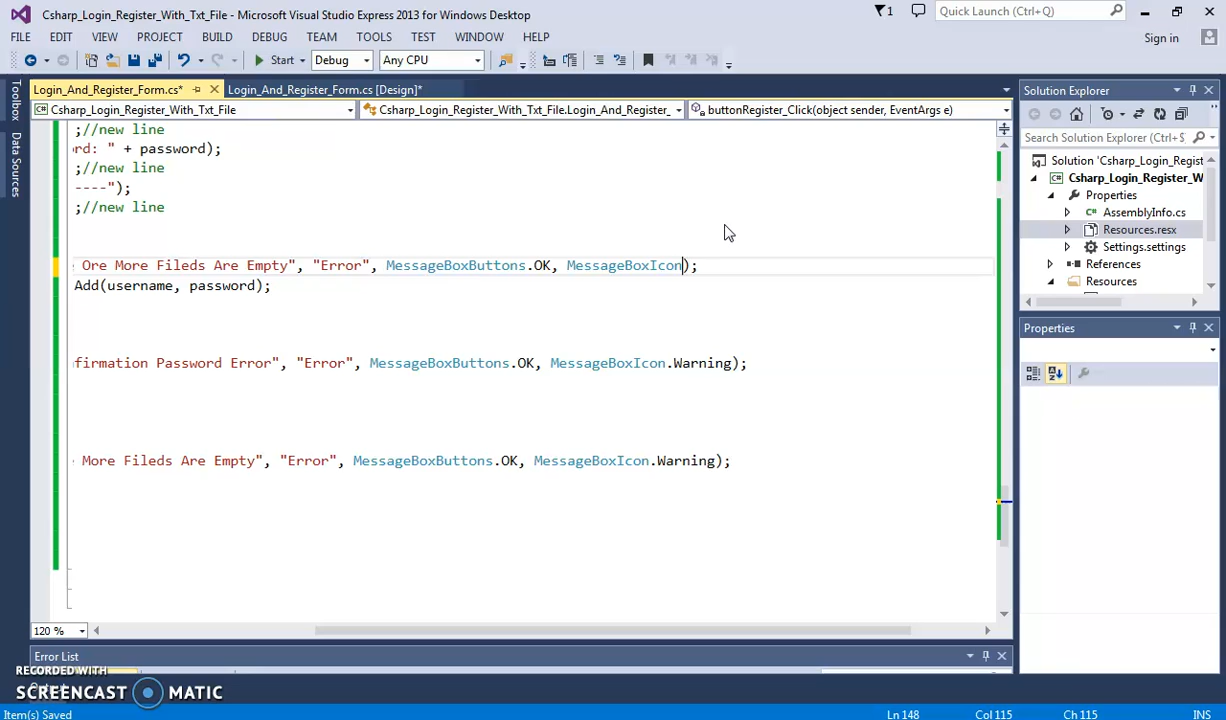 Csharp_Login_Register_With_Txt_File - Microsoft Visual Studio Express 2013 for Windows Desktop
1
Quick Launch (Ctrl+Q)
FILE EDIT VIEW PROJECT BUILD DEBUG TEAM TOOLS TEST WINDOW HELP
Sign in
Start
Debug
Any CPU
Toolbox
Data Sources
Login_And_Register_Form.cs*
Login_And_Register_Form.cs [Design]*
Csharp_Login_Register_With_Txt_File
Csharp_Login_Register_With_Txt_File.Login_And_Register_
buttonRegister_Click(object sender, EventArgs e)
;//new line
rd: " + password);
;//new line
----");
;//new line
Ore More Fileds Are Empty", "Error", MessageBoxButtons.OK, MessageBoxIcon);
Add(username, password);
firmation Password Error", "Error", MessageBoxButtons.OK, MessageBoxIcon.Warning);
More Fileds Are Empty", "Error", MessageBoxButtons.OK, MessageBoxIcon.Warning);
120 %
Solution Explorer
Search Solution Explorer (Ctrl+$
Solution 'Csharp_Login_Regist
Csharp_Login_Register_W
Properties
AssemblyInfo.cs
Resources.resx
Settings.settings
References
Resources
Properties
Error List
RECORDED WITH
SCREENCAST MATIC
Item(s) Saved
Ln 148
Col 115
Ch 115
INS